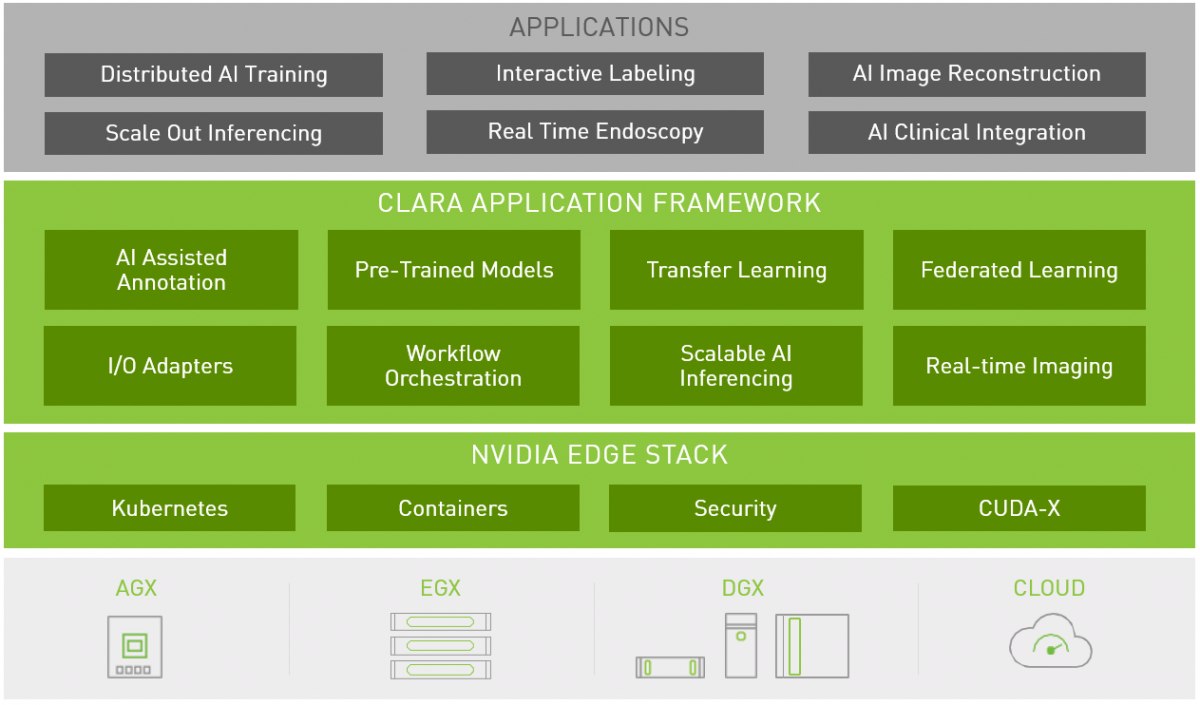 APPLICATIONS
Distributed AI Training
Interactive Labeling
AI Image Reconstruction
Scale Out Inferencing
Real Time Endoscopy
AI Clinical Integration
CLARA APPLICATION FRAMEWORK
AI Assisted
Annotation
Pre-Trained Models
Transfer Learning
Federated Learning
I/O Adapters
Workflow
Orchestration
Scalable AI
Inferencing
Real-time Imaging
NVIDIA EDGE STACK
Kubernetes
Containers
Security
CUDA-X
AGX
EGX
DGX
CLOUD